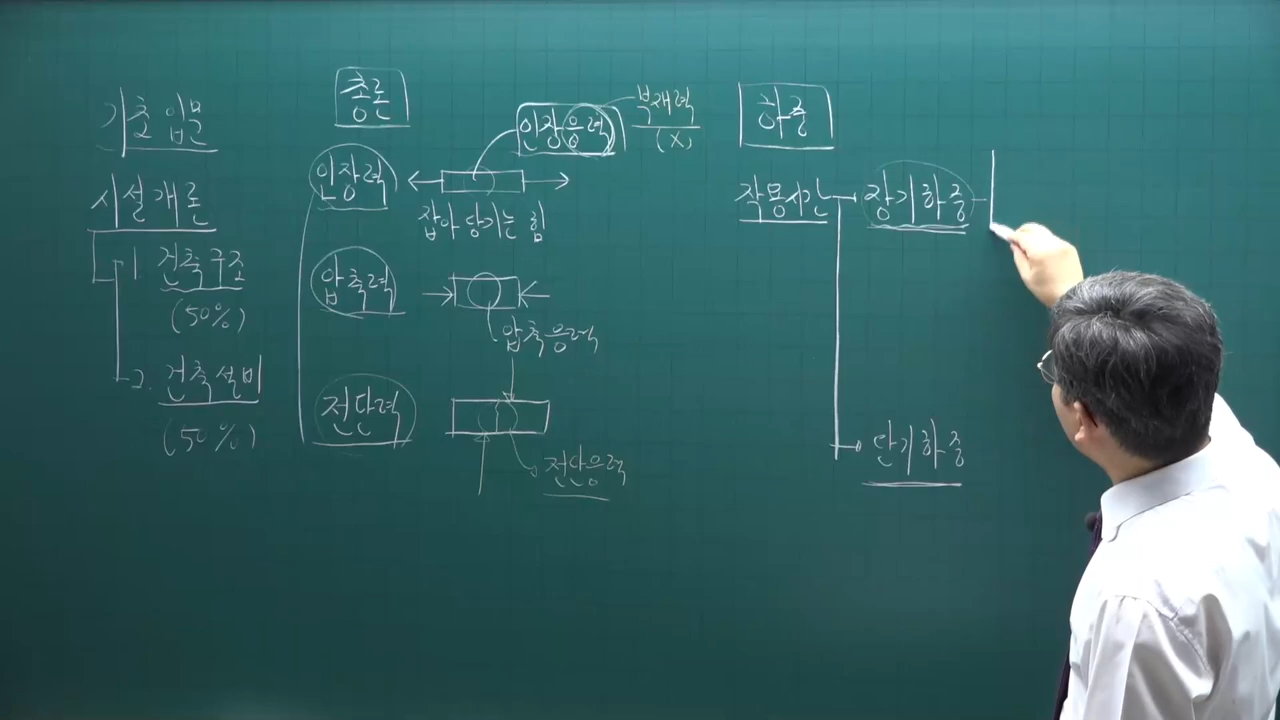 기초 입문
시설개론
1. 건축구조
(50%)
2. 건축설비
(50%)
총론
인장력
인장응력
부재력
(X)
잡아당기는 힘
압축력
압축응력
전단력
전단응력
하중
작용시간
장기하중
단기하중